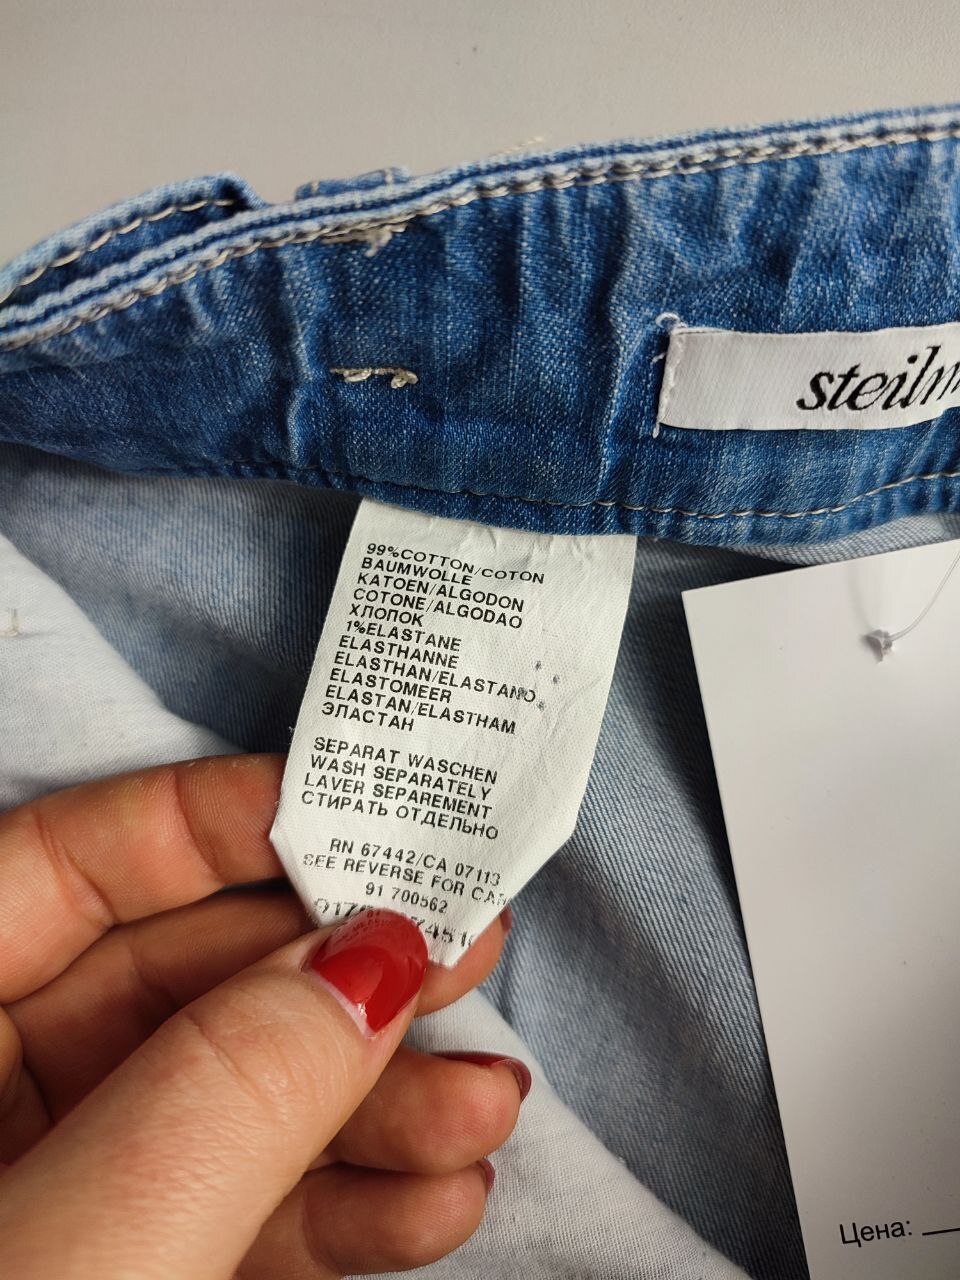 99%COTTON/COTON
BAUMWOLLE
KATOEN/ALGODON
COTONE/ALGODAO
ХЛОПОК
1%ELASTANE
ELASTHANNE
ELASTHAN/ELASTANO
ELASTOMEER
ELASTAN/ELASTHAM
ЭЛАСТАН
SEPARAT WASCHEN
WASH SEPARATELY
LAVER SEPAREMENT
СТИРАТЬ ОТДЕЛЬНО
RN 67442/CA 07113
SEE REVERSE FOR CAR
91 700562
steilm
Цена: